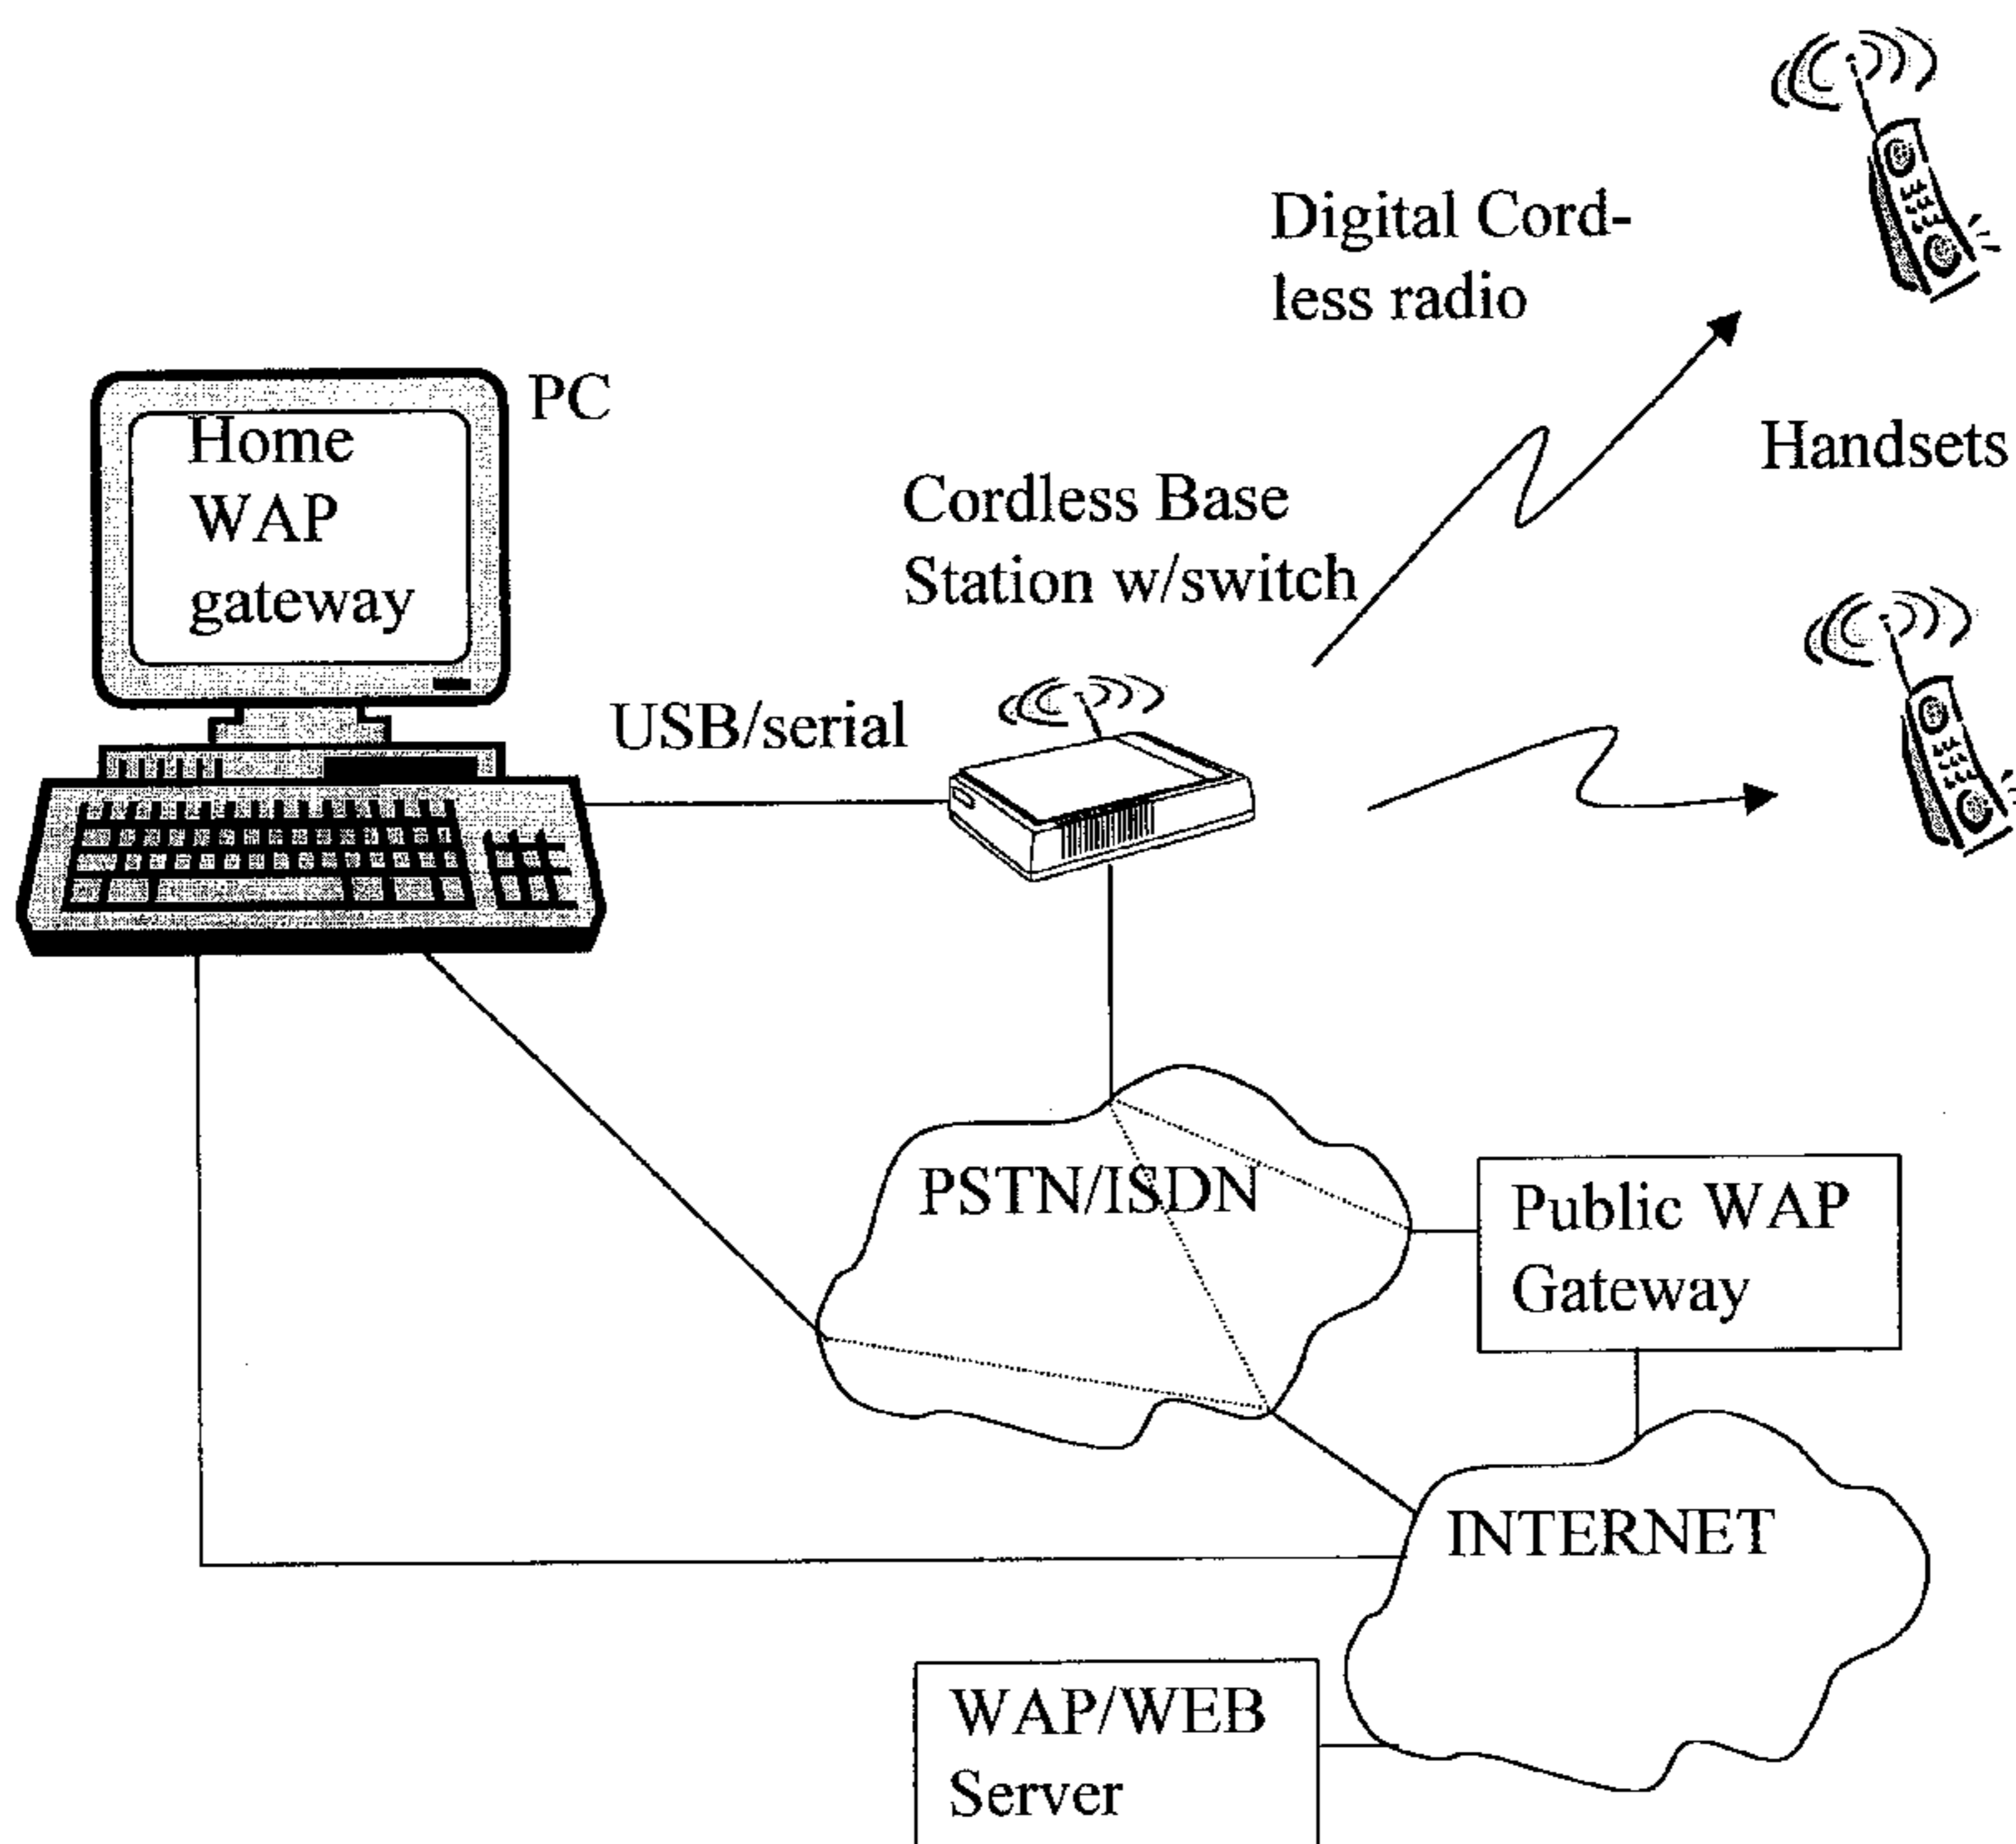 Digital Cord-
less radio
PC
Home
WAP
gateway
Handsets
Cordless Base
Station w/switch
USB/serial
PSTN/ISDN
Public WAP
Gateway
INTERNET
WAP/WEB
Server